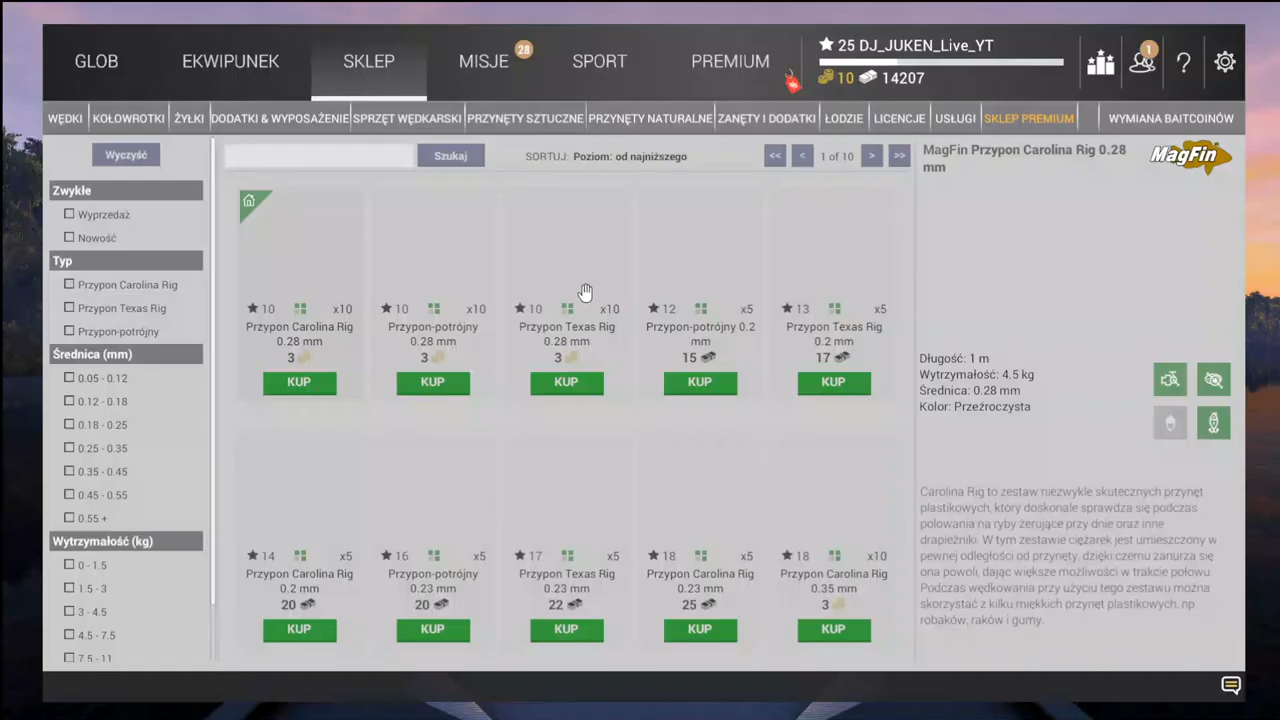 GLOB
EKWIPUNEK
SKLEP
MISJE
28
SPORT
PREMIUM
25 DJ_JUKEN_Live_YT
10
14207
1
?
WĘDKI
KOŁOWROTKI
ŻYŁKI
DODATKI & WYPOSAŻENIE
SPRZĘT WĘDKARSKI
PRZYNĘTY SZTUCZNE
PRZYNĘTY NATURALNE
ZANĘTY I DODATKI
ŁODZIE
LICENCJE
USŁUGI
SKLEP PREMIUM
WYMIANA BAITCOINÓW
Wyczyść
Zwykłe
Wyprzedaż
Nowość
Typ
Przypon Carolina Rig
Przypon Texas Rig
Przypon-potrójny
Średnica (mm)
0.05 - 0.12
0.12 - 0.18
0.18 - 0.25
0.25 - 0.35
0.35 - 0.45
0.45 - 0.55
0.55 +
Wytrzymałość (kg)
0 - 1.5
1.5 - 3
3 - 4.5
4.5 - 7.5
7.5 - 11
Szukaj
SORTUJ: Poziom: od najniższego
<< < 1 of 10 > >>
10 x10
Przypon Carolina Rig
0.28 mm
3
KUP
10 x10
Przypon-potrójny
0.28 mm
3
KUP
10 x10
Przypon Texas Rig
0.28 mm
3
KUP
12 x5
Przypon-potrójny 0.2
mm
15
KUP
13 x5
Przypon Texas Rig
0.2 mm
17
KUP
14 x5
Przypon Carolina Rig
0.2 mm
20
KUP
16 x5
Przypon-potrójny
0.23 mm
20
KUP
17 x5
Przypon Texas Rig
0.23 mm
22
KUP
18 x5
Przypon Carolina Rig
0.23 mm
25
KUP
18 x10
Przypon Carolina Rig
0.35 mm
3
KUP
MagFin Przypon Carolina Rig 0.28
mm
MagFin
Długość: 1 m
Wytrzymałość: 4.5 kg
Średnica: 0.28 mm
Kolor: Przeźroczysta
Carolina Rig to zestaw niezwykle skutecznych przynęt
plastikowych, który doskonale sprawdza się podczas
polowania na ryby żerujące przy dnie oraz inne
drapieżniki. W tym zestawie ciężarek jest umieszczony w
pewnej odległości od przynęty, dzięki czemu zanurza się
ona powoli, dając większe możliwości w trakcie połowu.
Podczas wędkowania przy użyciu tego zestawu można
skorzystać z kilku miękkich przynęt plastikowych, np
robaków, raków i gumy.